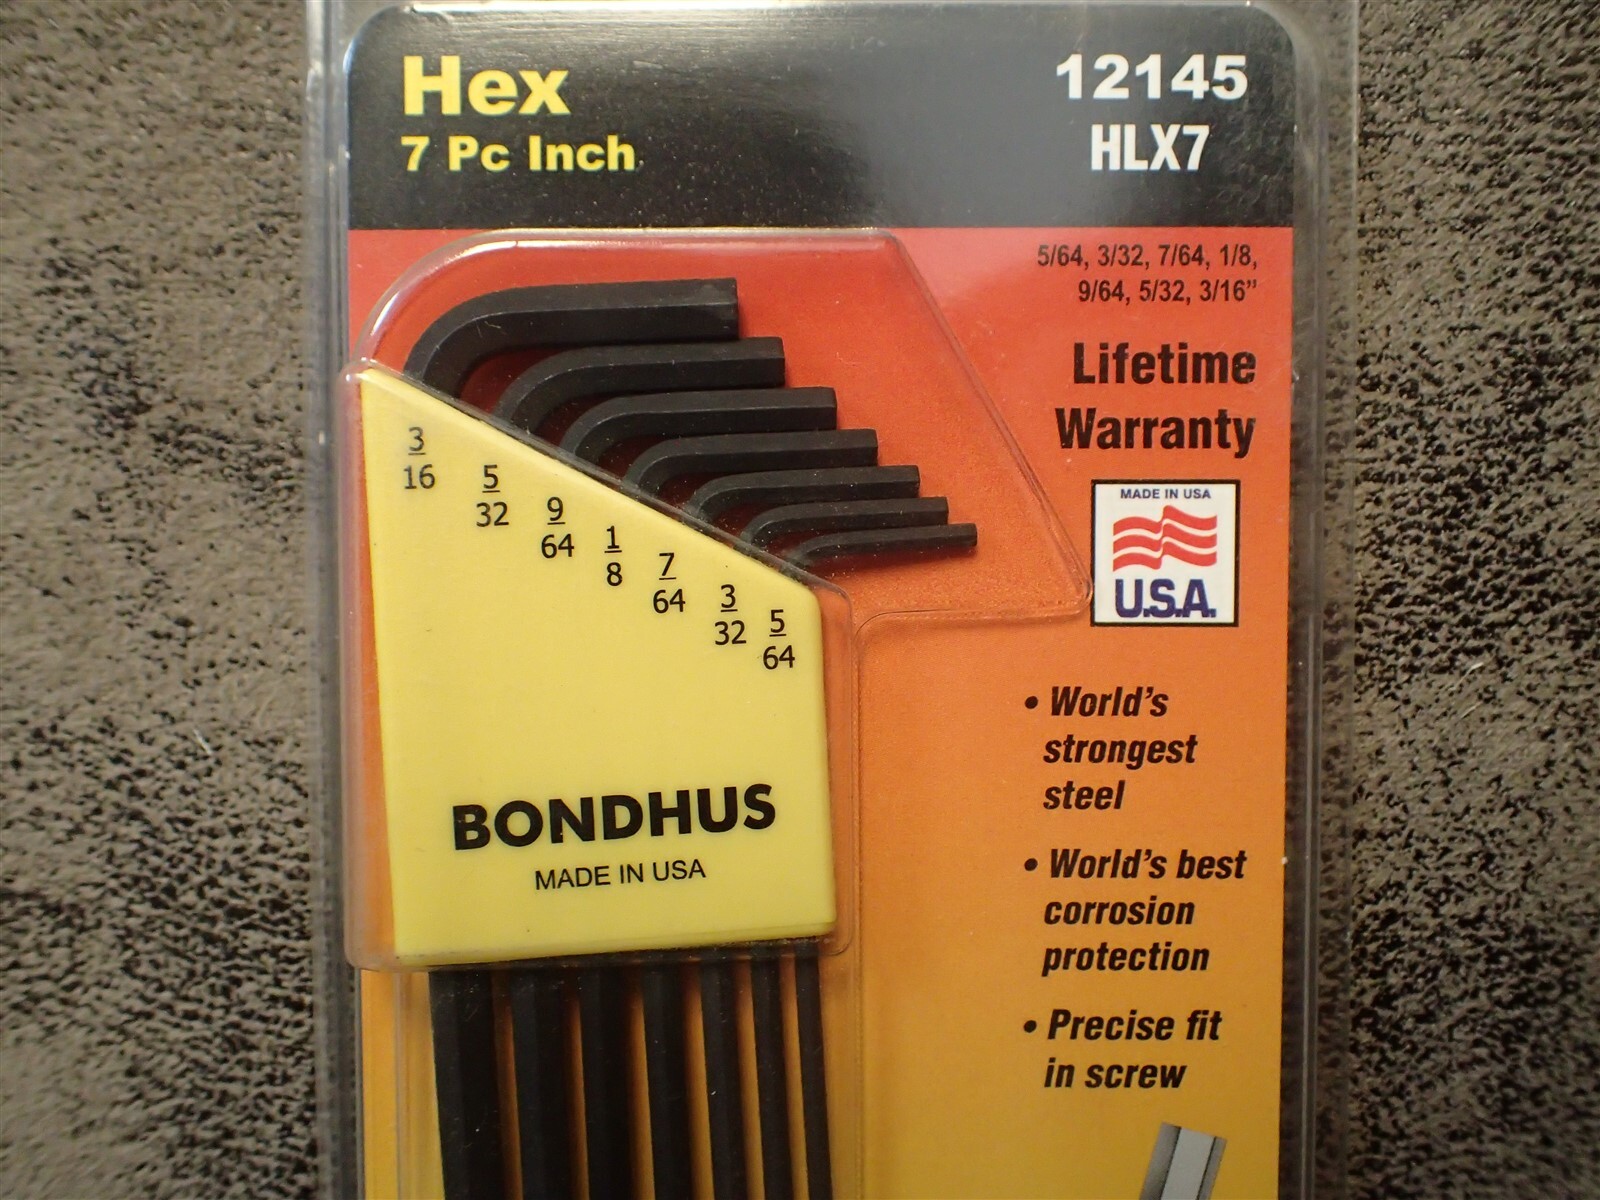 Hex
7 Pc Inch
12145
HLX7
5/64, 3/32, 7/64, 1/8,
9/64, 5/32, 3/16”
Lifetime
Warranty
MADE IN USA
U.S.A.
3/16
5/32
9/64
1/8
7/64
3/32
5/64
BONDHUS
MADE IN USA
• World's
strongest
steel
• World's best
corrosion
protection
• Precise fit
in screw